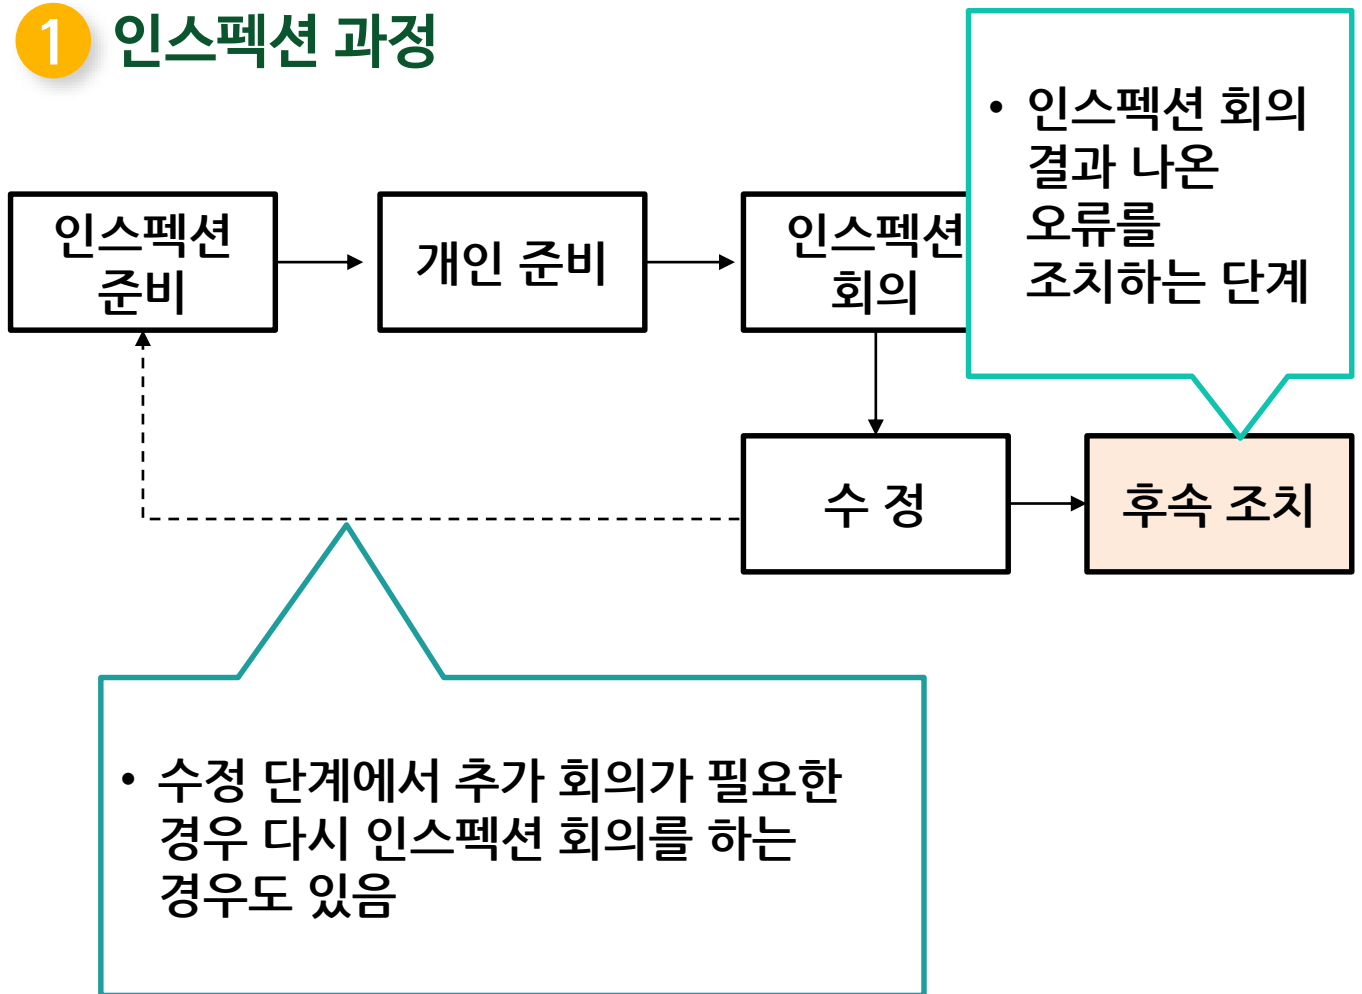 1 인스펙션 과정
• 인스펙션 회의
결과 나온
오류를
조치하는 단계
인스펙션
준비
개인 준비
인스펙션
회의
수 정
후속 조치
• 수정 단계에서 추가 회의가 필요한
경우 다시 인스펙션 회의를 하는
경우도 있음